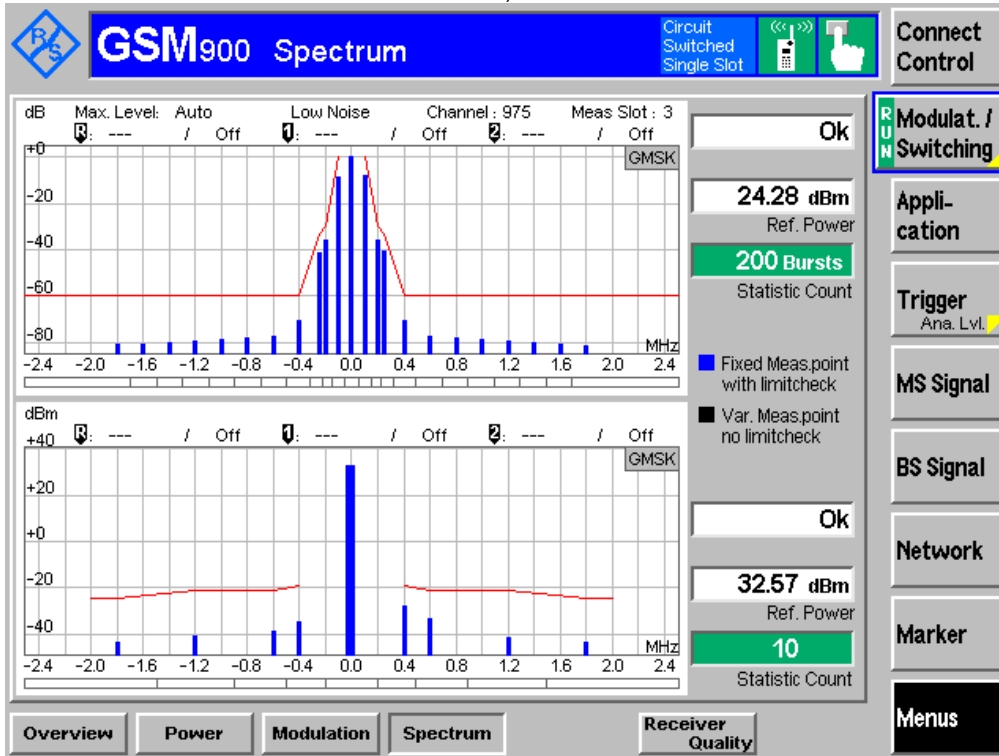 R/S
GSM900 Spectrum
Circuit Switched Single Slot
Connect Control
dB Max. Level: Auto Low Noise Channel : 975 Meas Slot : 3
R: --- / Off 1: --- / Off 2: --- / Off
GMSK
+0
-20
-40
-60
-80
MHz
-2.4 -2.0 -1.6 -1.2 -0.8 -0.4 0.0 0.4 0.8 1.2 1.6 2.0 2.4
Ok
24.28 dBm
Ref. Power
200 Bursts
Statistic Count
Fixed Meas.point
with limitcheck
Var. Meas.point
no limitcheck
dBm
R: --- / Off 1: --- / Off 2: --- / Off
GMSK
+40
+20
+0
-20
-40
MHz
-2.4 -2.0 -1.6 -1.2 -0.8 -0.4 0.0 0.4 0.8 1.2 1.6 2.0 2.4
Ok
32.57 dBm
Ref. Power
10
Statistic Count
RUN
Modulat. /
Switching
Appli-
cation
Trigger
Ana. Lvl.
MS Signal
BS Signal
Network
Marker
Menus
Overview Power Modulation Spectrum Receiver Quality